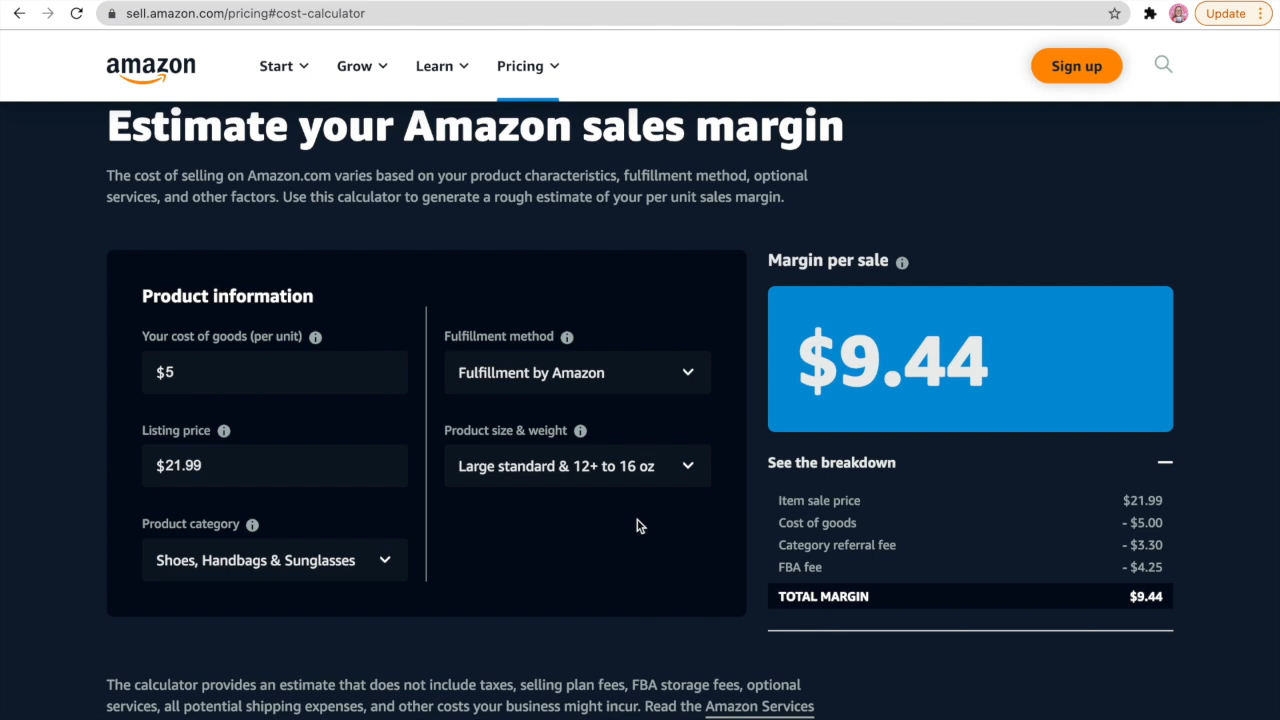 sell.amazon.com/pricing#cost-calculator
Update
amazon
Start
Grow
Learn
Pricing
Sign up
Estimate your Amazon sales margin
The cost of selling on Amazon.com varies based on your product characteristics, fulfillment method, optional
services, and other factors. Use this calculator to generate a rough estimate of your per unit sales margin.
Product information
Your cost of goods (per unit)
$5
Listing price
$21.99
Product category
Shoes, Handbags & Sunglasses
Fulfillment method
Fulfillment by Amazon
Product size & weight
Large standard & 12+ to 16 oz
Margin per sale
$9.44
See the breakdown
Item sale price $21.99
Cost of goods - $5.00
Category referral fee - $3.30
FBA fee - $4.25
TOTAL MARGIN $9.44
The calculator provides an estimate that does not include taxes, selling plan fees, FBA storage fees, optional
services, all potential shipping expenses, and other costs your business might incur. Read the Amazon Services